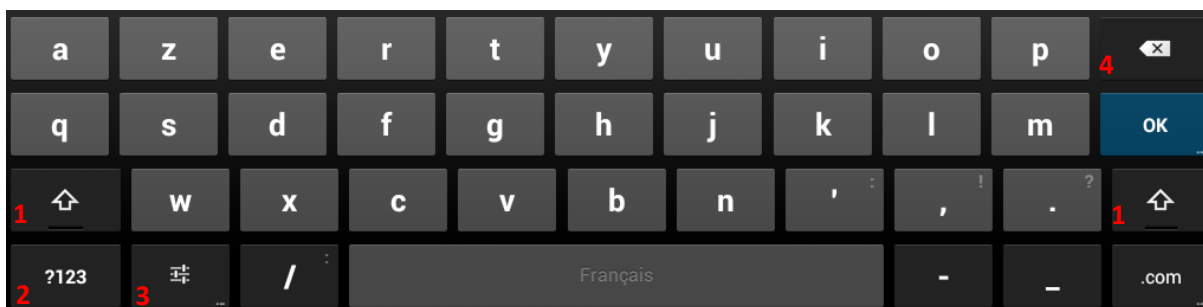 a z e r t y u i o p 4
q s d f g h j k l m OK
1 w x c v b n ' : , ! . ? 1
?123 2 3 / : Français - _ .com